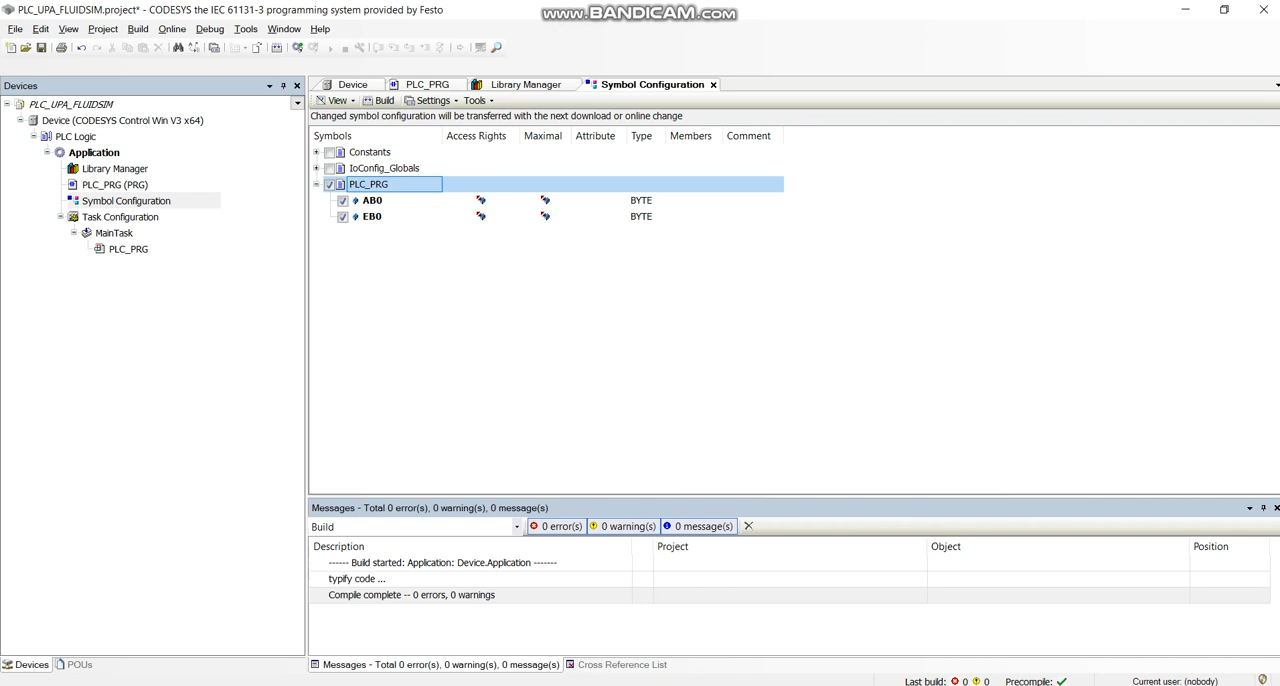 PLC_UPA_FLUIDSIM.project* - CODESYS the IEC 61131-3 programming system provided by Festo
www.BANDICAM.com
File Edit View Project Build Online Debug Tools Window Help
Devices
Device PLC_PRG Library Manager Symbol Configuration
View Build Settings Tools
Changed symbol configuration will be transferred with the next download or online change
Symbols Access Rights Maximal Attribute Type Members Comment
PLC_UPA_FLUIDSIM
Device (CODESYS Control Win V3 x64)
PLC Logic
Application
Library Manager
PLC_PRG (PRG)
Symbol Configuration
Task Configuration
MainTask
PLC_PRG
Constants
IoConfig_Globals
PLC_PRG
AB0 BYTE
EB0 BYTE
Messages - Total 0 error(s), 0 warning(s), 0 message(s)
Build 0 error(s) 0 warning(s) 0 message(s)
Description Project Object Position
------ Build started: Application: Device.Application -------
typify code ...
Compile complete -- 0 errors, 0 warnings
Devices POUs
Messages - Total 0 error(s), 0 warning(s), 0 message(s) Cross Reference List
Last build: 0 0 Precompile: Current user: (nobody)